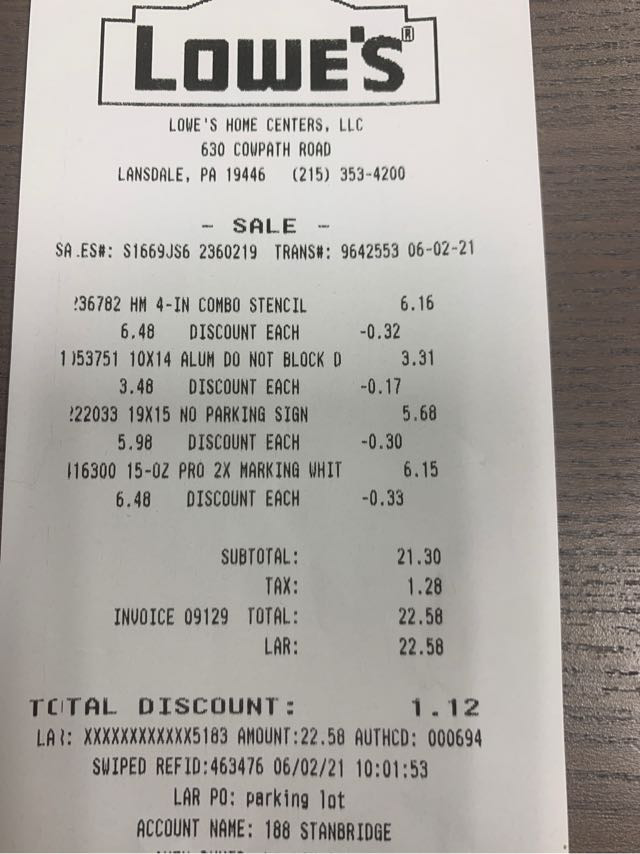 LOWE'S®
LOWE'S HOME CENTERS, LLC
630 COWPATH ROAD
LANSDALE, PA 19446 (215) 353-4200
- SALE -
SA.ES#: S1669JS6 2360219 TRANS#: 9642553 06-02-21
36782 HM 4-IN COMBO STENCIL 6.16
6.48 DISCOUNT EACH -0.32
53751 10X14 ALUM DO NOT BLOCK D 3.31
3.48 DISCOUNT EACH -0.17
22033 19X15 NO PARKING SIGN 5.68
5.98 DISCOUNT EACH -0.30
16300 15-OZ PRO 2X MARKING WHIT 6.15
6.48 DISCOUNT EACH -0.33
SUBTOTAL: 21.30
TAX: 1.28
INVOICE 09129 TOTAL: 22.58
LAR: 22.58
TOTAL DISCOUNT: 1.12
LAR: XXXXXXXXXXXX5183 AMOUNT:22.58 AUTHCD: 000694
SWIPED REFID:463476 06/02/21 10:01:53
LAR PO: parking lot
ACCOUNT NAME: 188 STANBRIDGE